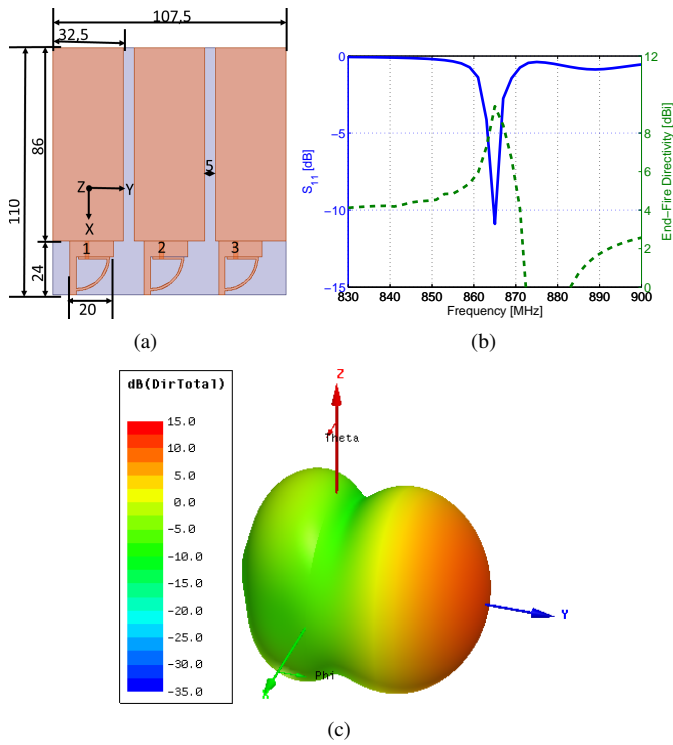 107,5
32,5
86
110
24
5
Z
Y
X
1
2
3
20
(a)
0
−5
−10
−15
S11 [dB]
12
9
6
4
2
0
End−Fire Directivity [dBi]
830 840 850 860 870 880 890 900
Frequency [MHz]
(b)
dB(DirTotal)
15.0
10.0
5.0
0.0
−5.0
−10.0
−15.0
−20.0
−25.0
−30.0
−35.0
Z
Theta
Y
Phi
X
(c)